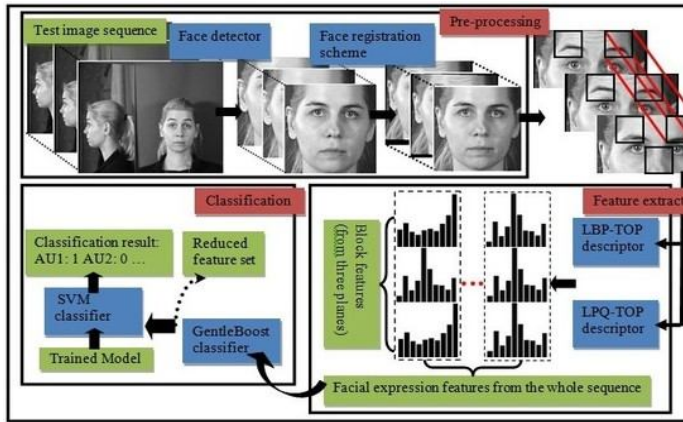 Test image sequence
Face detector
Face registration
scheme
Pre-processing
Classification
Classification result:
AU1: 1 AU2: 0 ...
Reduced
feature set
SVM
classifier
Trained Model
GentleBoost
classifier
Block features
(from three planes)
Feature extract
LBP-TOP
descriptor
LPQ-TOP
descriptor
Facial expression features from the whole sequence